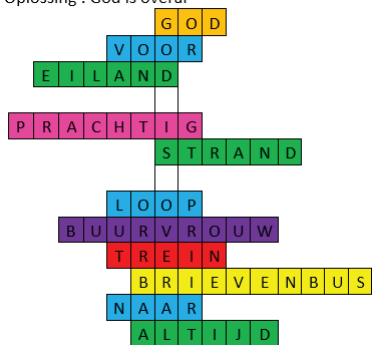 Oplossing : God is overal
GOD
VOOR
EILAND
PRACHTIG
STRAND
LOOP
BUURVROUW
TREIN
BRIEVENBUS
NAAR
ALTIJD